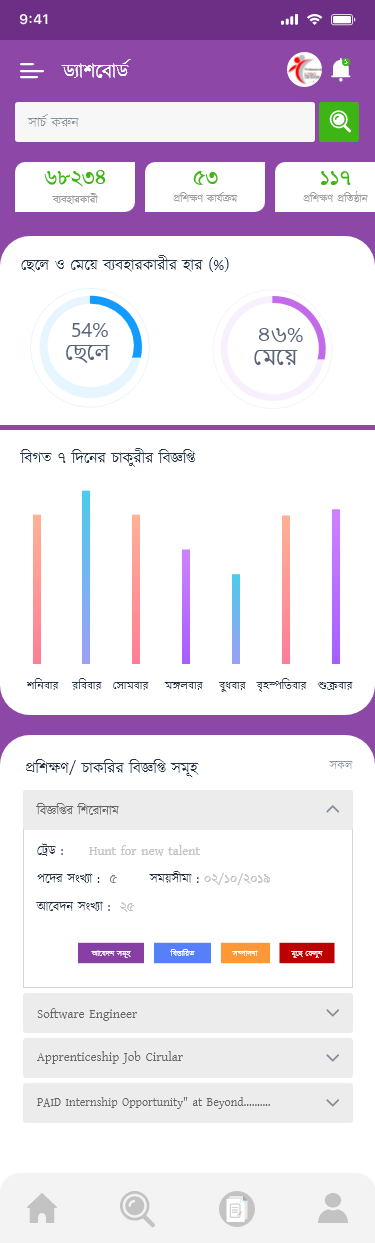 9:41
ড্যাশবোর্ড
সার্চ করুন
৬৮২৩৪ ৫৩ ১১৭
ব্যবহারকারী প্রশিক্ষণ কার্যক্রম প্রশিক্ষণ প্রতিষ্ঠান
ছেলে ও মেয়ে ব্যবহারকারীর হার (%)
54% ৪৬%
ছেলে মেয়ে
বিগত ৭ দিনের চাকুরীর বিজ্ঞপ্তি
শনিবার রবিবার সোমবার মঙ্গলবার বুধবার বৃহস্পতিবার শুক্রবার
প্রশিক্ষণ/ চাকরির বিজ্ঞপ্তি সমূহ সকল
বিজ্ঞপ্তির শিরোনাম
ট্রেড : Hunt for new talent
পদের সংখ্যা : ৫ সময়সীমা : ০২/১০/২০১৯
আবেদন সংখ্যা : ২৫
আবেদন সমূহ বিস্তারিত সম্পাদনা মুছে ফেলুন
Software Engineer
Apprenticeship Job Cirular
PAID Internship Opportunity" at Beyond..........